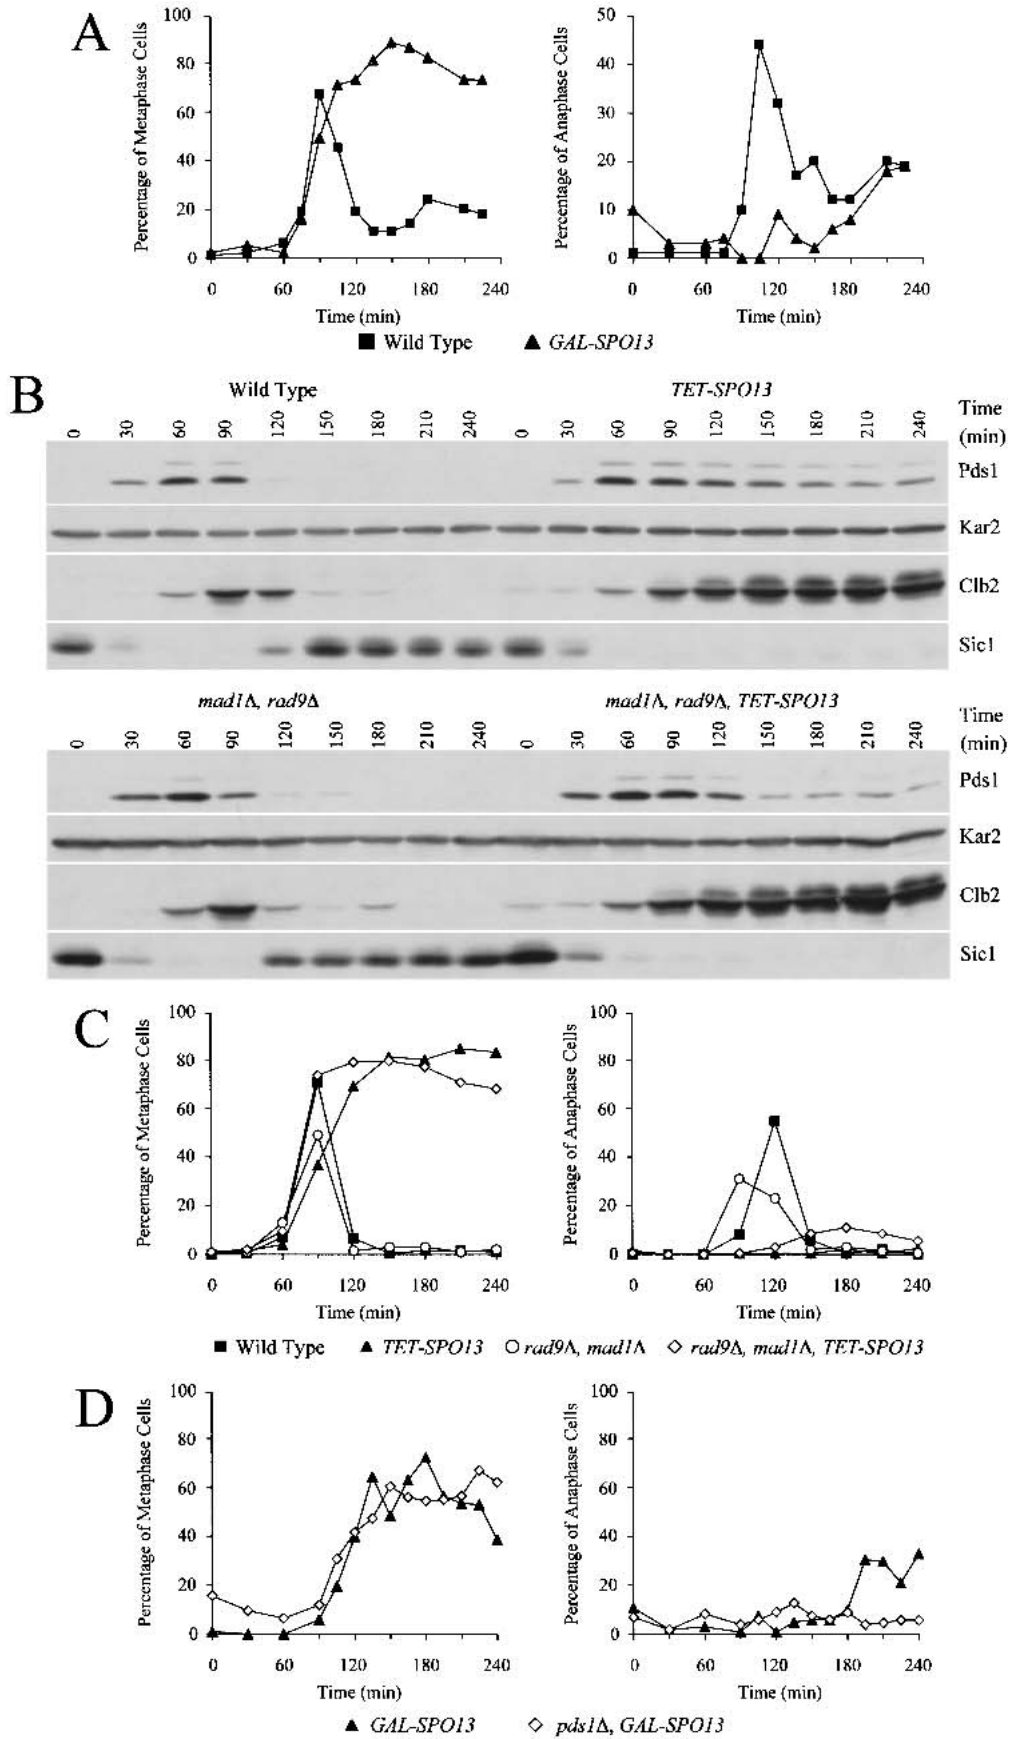 A
Percentage of Metaphase Cells
100
80
60
40
20
0
0 60 120 180 240
Time (min)
Percentage of Anaphase Cells
50
40
30
20
10
0
0 60 120 180 240
Time (min)
Wild Type GAL-SPO13
B
Wild Type TET-SPO13
0 30 60 90 120 150 180 210 240 0 30 60 90 120 150 180 210 240 Time (min)
Pds1
Kar2
Clb2
Sic1
mad1Δ, rad9Δ mad1Δ, rad9Δ, TET-SPO13
0 30 60 90 120 150 180 210 240 0 30 60 90 120 150 180 210 240 Time (min)
Pds1
Kar2
Clb2
Sic1
C
Percentage of Metaphase Cells
100
80
60
40
20
0
0 60 120 180 240
Time (min)
Percentage of Anaphase Cells
100
80
60
40
20
0
0 60 120 180 240
Time (min)
Wild Type TET-SPO13 rad9Δ, mad1Δ rad9Δ, mad1Δ, TET-SPO13
D
Percentage of Metaphase Cells
100
80
60
40
20
0
0 60 120 180 240
Time (min)
Percentage of Anaphase Cells
100
80
60
40
20
0
0 60 120 180 240
Time (min)
GAL-SPO13 pds1Δ, GAL-SPO13